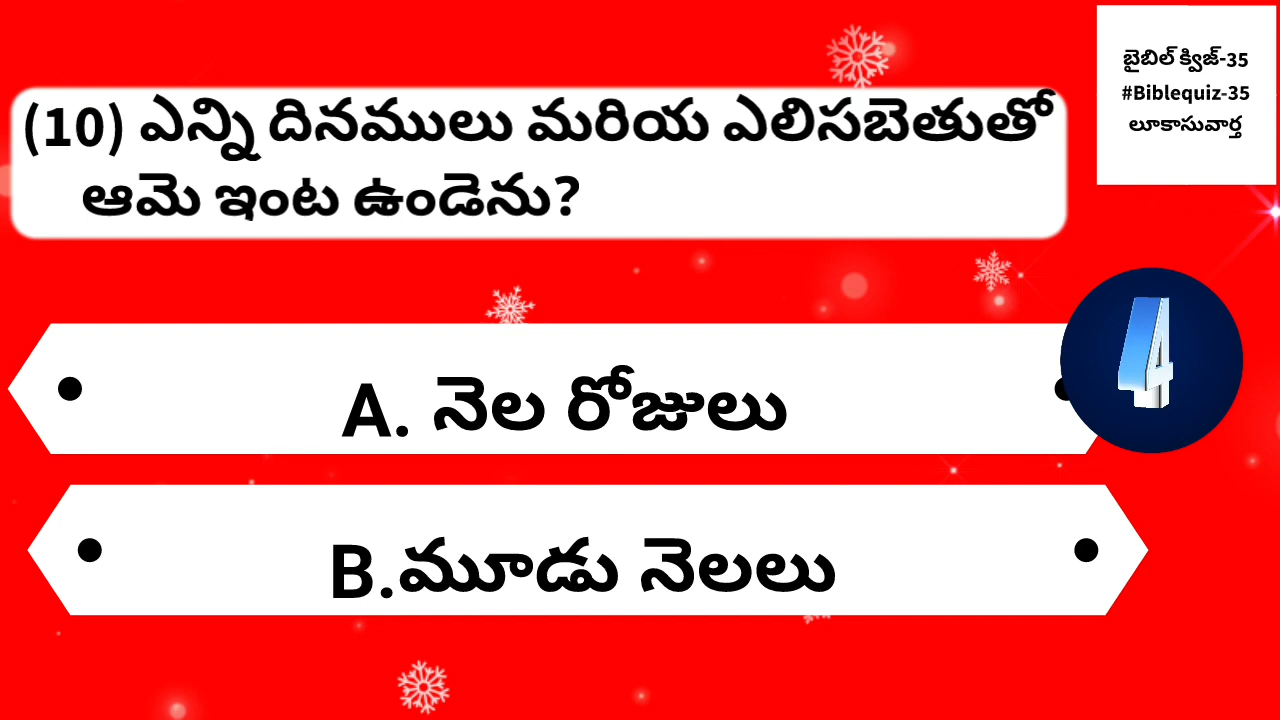 బైబిల్ క్విజ్-35
#Biblequiz-35
లూకాసువార్త
(10) ఎన్ని దినములు మరియ ఎలిసబెతుతో
ఆమె ఇంట ఉండెను?
4
A. నెల రోజులు
B.మూడు నెలలు